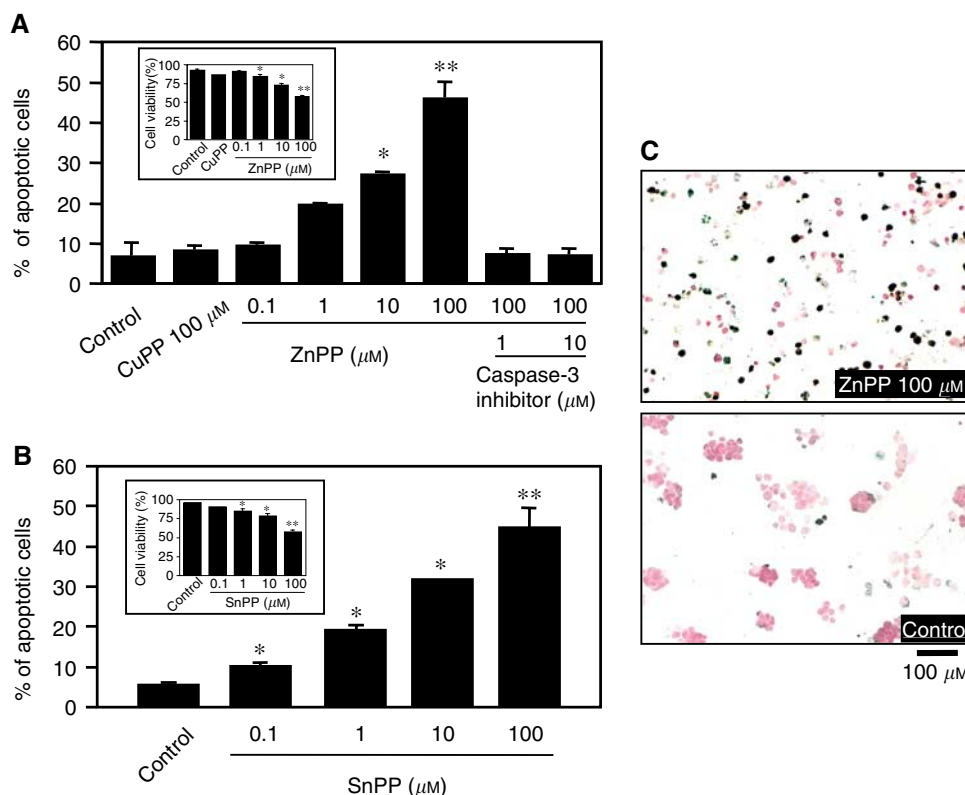 A
60
50
40
30
20
10
0
% of apoptotic cells
100
75
50
25
0
Cell viability(%)
* * **
Control CuPP 0.1 1 10 100
ZnPP (μM)
* **
Control CuPP 100 μM 0.1 1 10 100 100 100
ZnPP (μM) 1 10
Caspase-3
inhibitor (μM)
B
60
50
40
30
20
10
0
% of apoptotic cells
100
75
50
25
0
Cell viability (%)
* * **
Control 0.1 1 10 100
SnPP (μM)
* * * **
Control 0.1 1 10 100
SnPP (μM)
C
ZnPP 100 μM
Control
100 μM